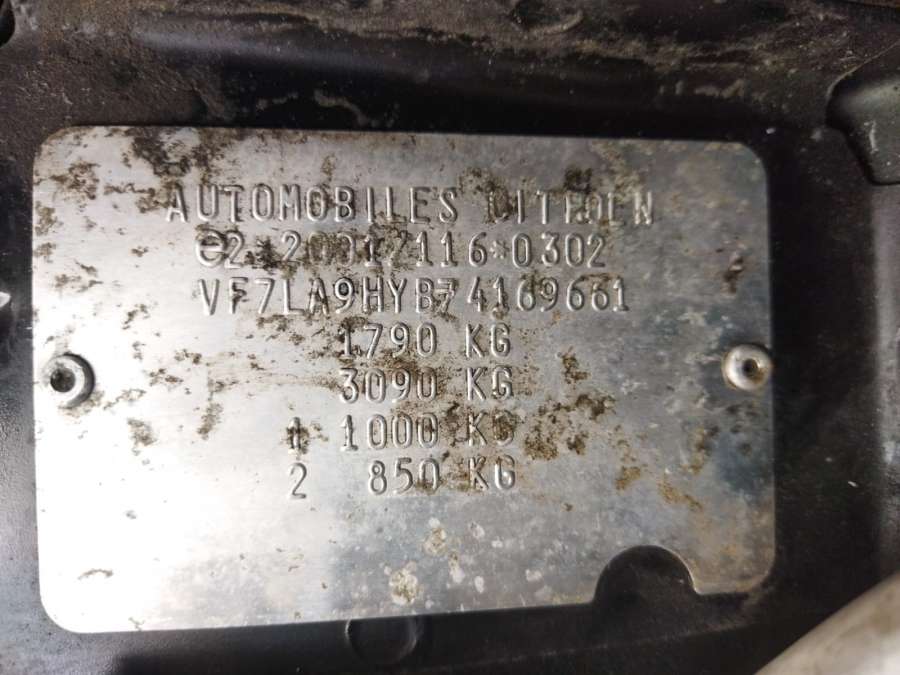 AUTOMOBILES CITROEN
e2*2001/116*0302
VF7LA9HYB74169661
1790 KG
3090 KG
1 1000 KG
2 850 KG